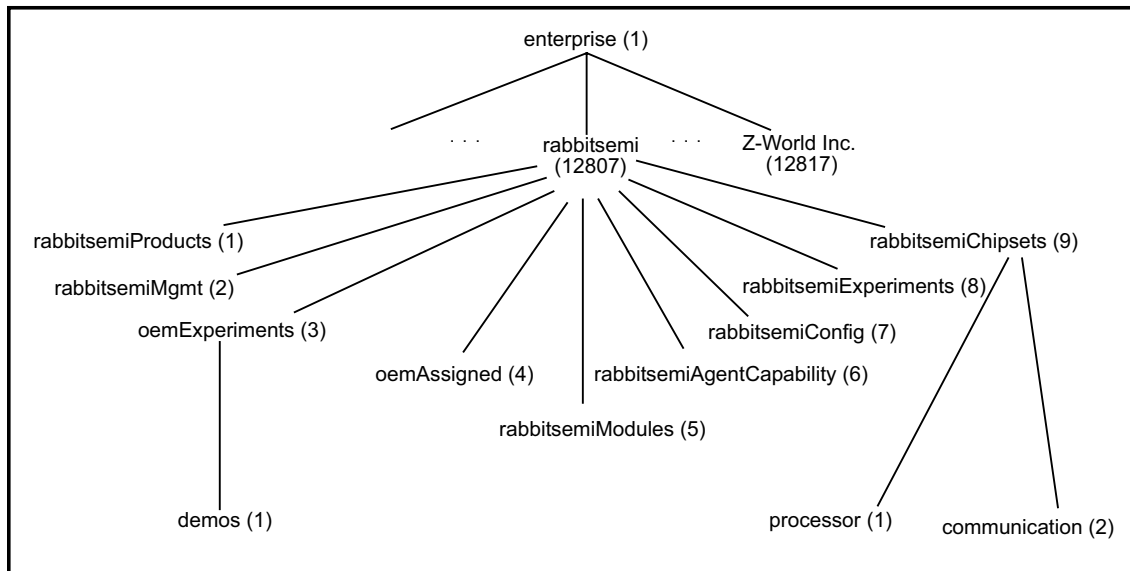 enterprise (1)
. . .
rabbitsemi
(12807)
. . .
Z-World Inc.
(12817)
rabbitsemiProducts (1)
rabbitsemiChipsets (9)
rabbitsemiMgmt (2)
rabbitsemiExperiments (8)
oemExperiments (3)
rabbitsemiConfig (7)
oemAssigned (4)
rabbitsemiAgentCapability (6)
rabbitsemiModules (5)
demos (1)
processor (1)
communication (2)